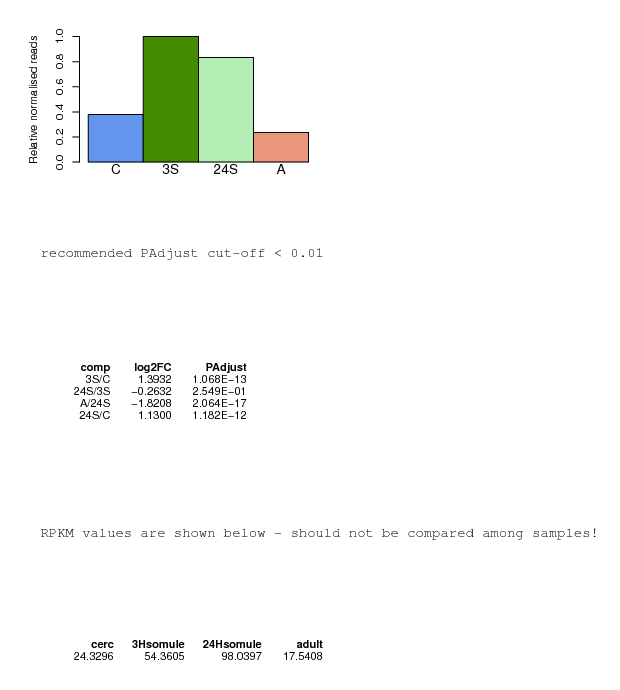 Relative normalised reads
1.0
0.8
0.6
0.4
0.2
0.0
C 3S 24S A
recommended PAdjust cut-off < 0.01
comp log2FC PAdjust
3S/C 1.3932 1.068E−13
24S/3S −0.2632 2.549E−01
A/24S −1.8208 2.064E−17
24S/C 1.1300 1.182E−12
RPKM values are shown below - should not be compared among samples!
cerc 3Hsomule 24Hsomule adult
24.3296 54.3605 98.0397 17.5408